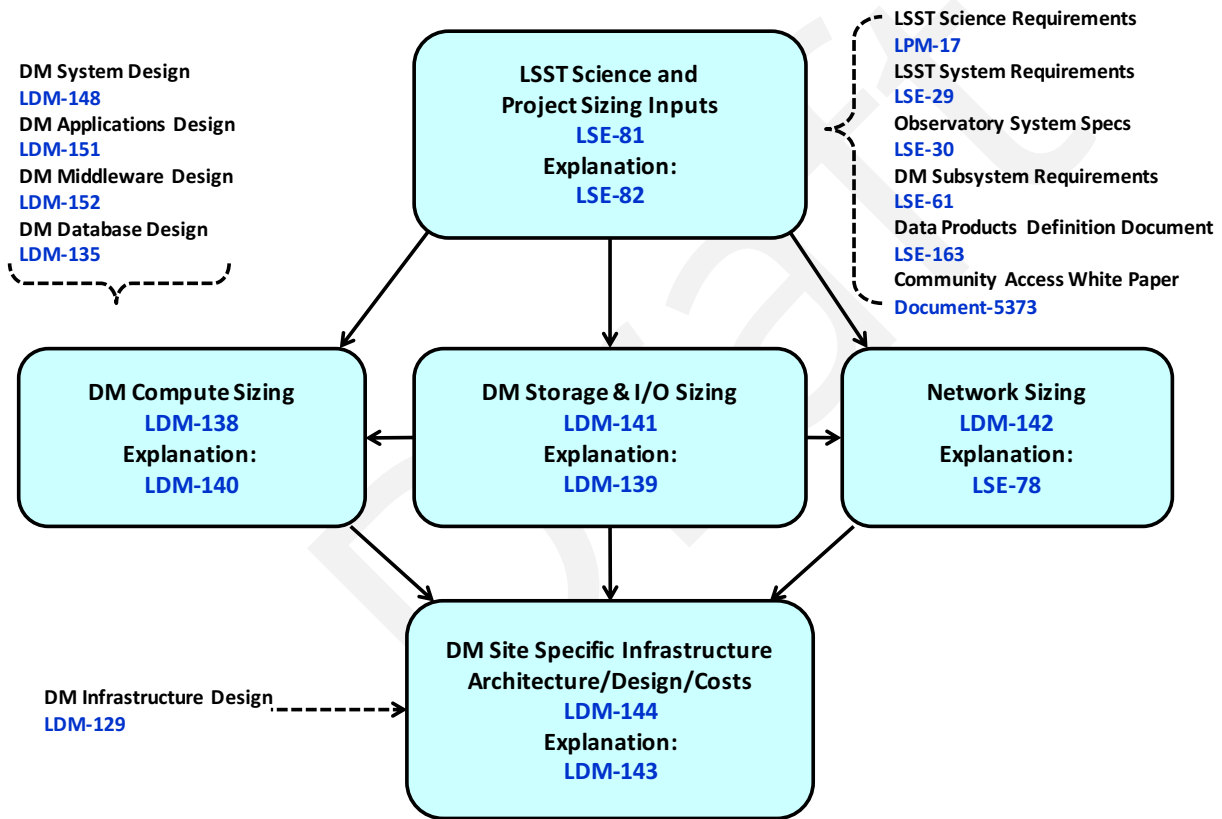 LSST Science Requirements
LPM-17
LSST System Requirements
LSE-29
Observatory System Specs
LSE-30
DM Subsystem Requirements
LSE-61
Data Products Definition Document
LSE-163
Community Access White Paper
Document-5373
DM System Design
LDM-148
DM Applications Design
LDM-151
DM Middleware Design
LDM-152
DM Database Design
LDM-135
LSST Science and
Project Sizing Inputs
LSE-81
Explanation:
LSE-82
DM Compute Sizing
LDM-138
Explanation:
LDM-140
DM Storage & I/O Sizing
LDM-141
Explanation:
LDM-139
Network Sizing
LDM-142
Explanation:
LSE-78
DM Site Specific Infrastructure
Architecture/Design/Costs
LDM-144
Explanation:
LDM-143
DM Infrastructure Design
LDM-129
Draft